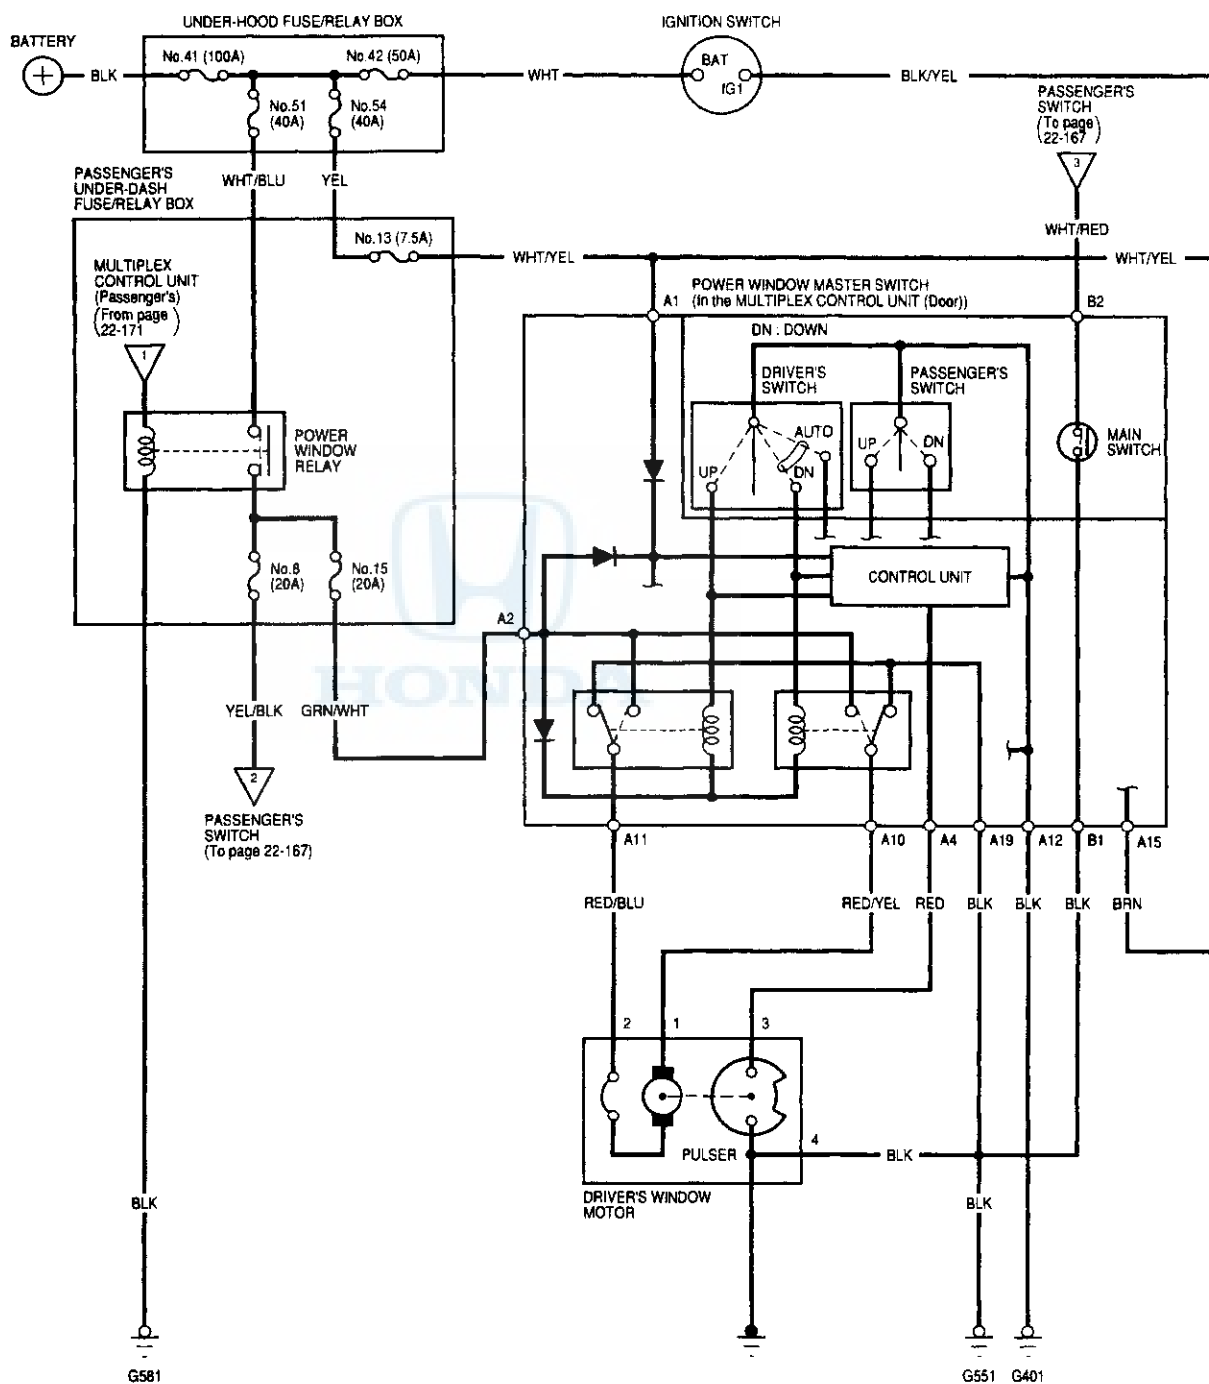 UNDER-HOOD FUSE/RELAY BOX
IGNITION SWITCH
BATTERY
No.41 (100A)
No.42 (50A)
BLK
WHT
BAT
IG1
BLK/YEL
No.51
(40A)
No.54
(40A)
PASSENGER'S
SWITCH
(To page
22-167)
3
PASSENGER'S
UNDER-DASH
FUSE/RELAY BOX
WHT/BLU
YEL
WHT/RED
No.13 (7.5A)
WHT/YEL
WHT/YEL
MULTIPLEX
CONTROL UNIT
(Passenger's)
(From page
22-171)
1
POWER WINDOW MASTER SWITCH
(In the MULTIPLEX CONTROL UNIT (Door))
A1
B2
DN : DOWN
DRIVER'S
SWITCH
PASSENGER'S
SWITCH
POWER
WINDOW
RELAY
AUTO
UP
DN
UP
DN
MAIN
SWITCH
No.8
(20A)
No.15
(20A)
CONTROL UNIT
A2
HONDA
YEL/BLK
GRN/WHT
2
PASSENGER'S
SWITCH
(To page 22-167)
A11
A10
A4
A19
A12
B1
A15
RED/BLU
RED/YEL
RED
BLK
BLK
BLK
BRN
2
1
3
PULSER
4
BLK
DRIVER'S WINDOW
MOTOR
BLK
BLK
G581
G551
G401